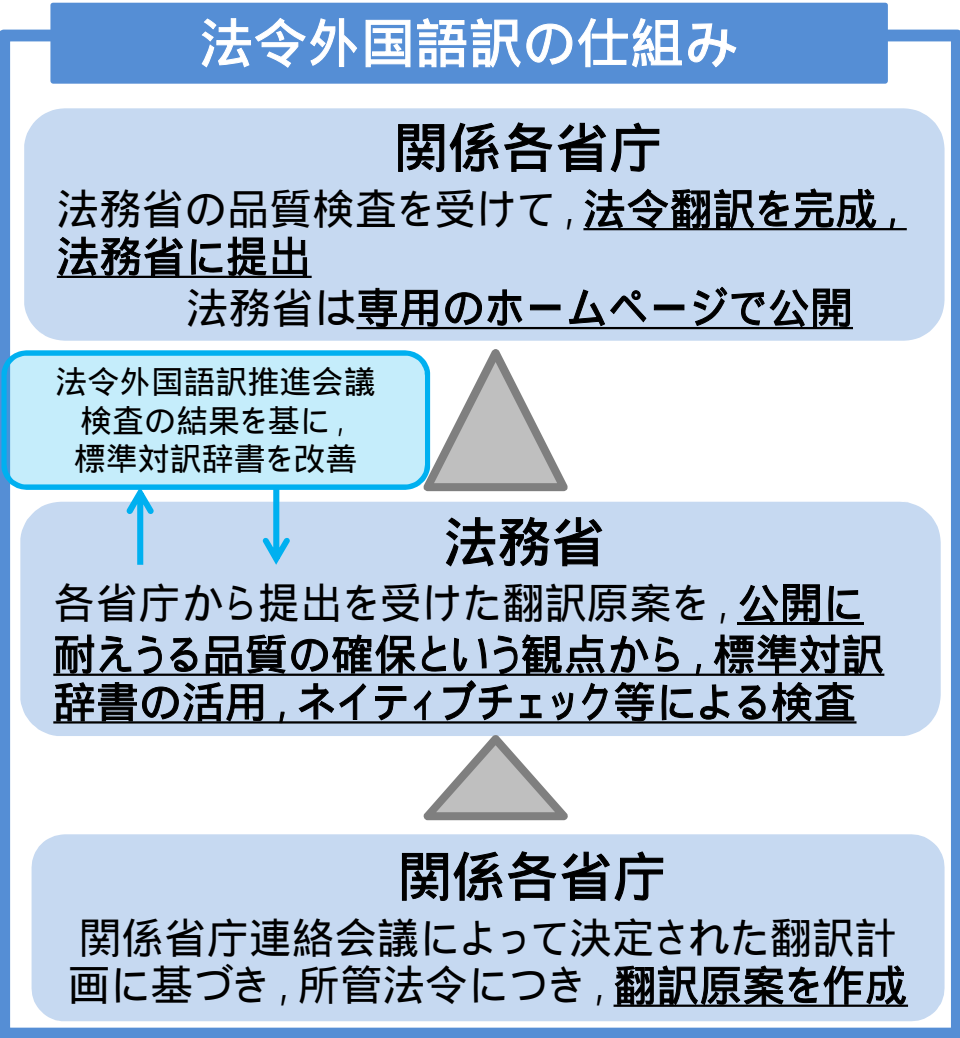 法令外国語訳の仕組み
関係各省庁
法務省の品質検査を受けて，法令翻訳を完成，
法務省に提出
法務省は専用のホームページで公開
法令外国語訳推進会議
検査の結果を基に，
標準対訳辞書を改善
法務省
各省庁から提出を受けた翻訳原案を，公開に
耐えうる品質の確保という観点から，標準対訳
辞書の活用，ネイティブチェック等による検査
関係各省庁
関係省庁連絡会議によって決定された翻訳計
画に基づき，所管法令につき，翻訳原案を作成